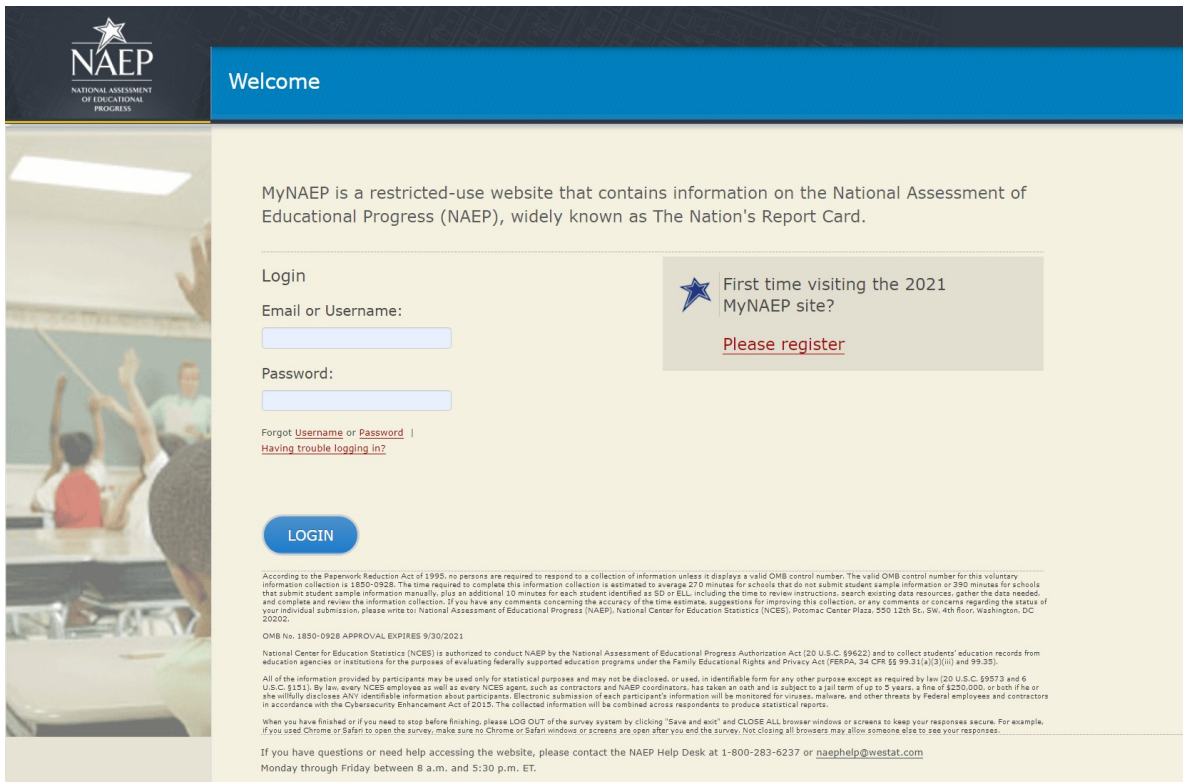 NAEP
NATIONAL ASSESSMENT
OF EDUCATIONAL
PROGRESS
Welcome
MyNAEP is a restricted-use website that contains information on the National Assessment of
Educational Progress (NAEP), widely known as The Nation's Report Card.
Login
Email or Username:
Password:
Forgot Username or Password |
Having trouble logging in?
First time visiting the 2021
MyNAEP site?
Please register
LOGIN
According to the Paperwork Reduction Act of 1995, no persons are required to respond to a collection of information unless it displays a valid OMB control number. The valid OMB control number for this voluntary
information collection is 1850-0928. The time required to complete this information collection is estimated to average 270 minutes for schools that do not submit student sample information or 390 minutes for schools
that submit student sample information manually, plus an additional 10 minutes for each student identified as SD or ELL, including the time to review instructions, search existing data resources, gather the data needed,
and complete and review the information collection. If you have any comments concerning the accuracy of the time estimate, suggestions for improving this collection, or any comments or concerns regarding the status of
your individual submission, please write to: National Assessment of Educational Progress (NAEP), National Center for Education Statistics (NCES), Potomac Center Plaza, 550 12th St., SW, 4th floor, Washington, DC
20202.
OMB No. 1850-0928 APPROVAL EXPIRES 9/30/2021
National Center for Education Statistics (NCES) is authorized to conduct NAEP by the National Assessment of Educational Progress Authorization Act (20 U.S.C. §9622) and to collect students' education records from
education agencies or institutions for the purposes of evaluating federally supported education programs under the Family Educational Rights and Privacy Act (FERPA, 34 CFR §§ 99.31(a)(3)(iii) and 99.35).
All of the information provided by participants may be used only for statistical purposes and may not be disclosed, or used, in identifiable form for any other purpose except as required by law (20 U.S.C. §9573 and 6
U.S.C. §151). By law, every NCES employee as well as every NCES agent, such as contractors and NAEP coordinators, has taken an oath and is subject to a jail term of up to 5 years, a fine of $250,000, or both if he or
she willfully discloses ANY identifiable information about participants. Electronic submission of each participant's information will be monitored for viruses, malware, and other threats by Federal employees and contractors
in accordance with the Cybersecurity Enhancement Act of 2015. The collected information will be combined across respondents to produce statistical reports.
When you have finished or if you need to stop before finishing, please LOG OUT of the survey system by clicking "Save and exit" and CLOSE ALL browser windows or screens to keep your responses secure. For example,
if you used Chrome or Safari to open the survey, make sure no Chrome or Safari windows or screens are open after you end the survey. Not closing all browsers may allow someone else to see your responses.
If you have questions or need help accessing the website, please contact the NAEP Help Desk at 1-800-283-6237 or naephelp@westat.com
Monday through Friday between 8 a.m. and 5:30 p.m. ET.